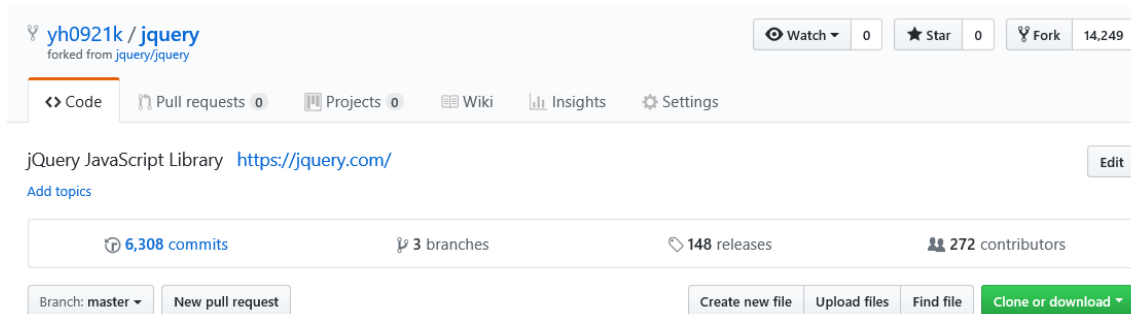 yh0921k / jquery Watch 0 Star 0 Fork 14,249
forked from jquery/jquery
<> Code Pull requests 0 Projects 0 Wiki Insights Settings
jQuery JavaScript Library https://jquery.com/ Edit
Add topics
6,308 commits 3 branches 148 releases 272 contributors
Branch: master New pull request Create new file Upload files Find file Clone or download